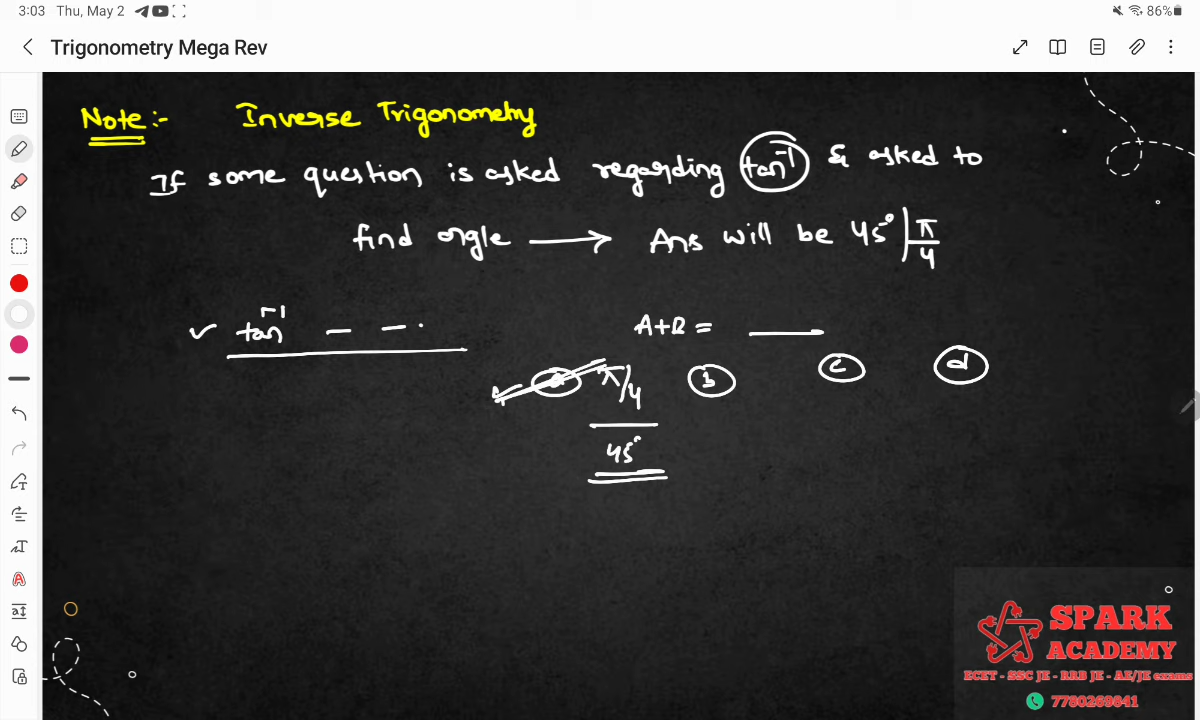 3:03 Thu, May 2 86%
Trigonometry Mega Rev
Note:- Inverse Trigonometry
If some question is asked regarding tan⁻¹ & asked to
find angle → Ans will be 45° | π/4
✓ tan⁻¹ — — · A+B = ——
a π/4 b c d
45°
SPARK
ACADEMY
ECET - SSC JE - RRB JE - AE/JE exams
7780269841